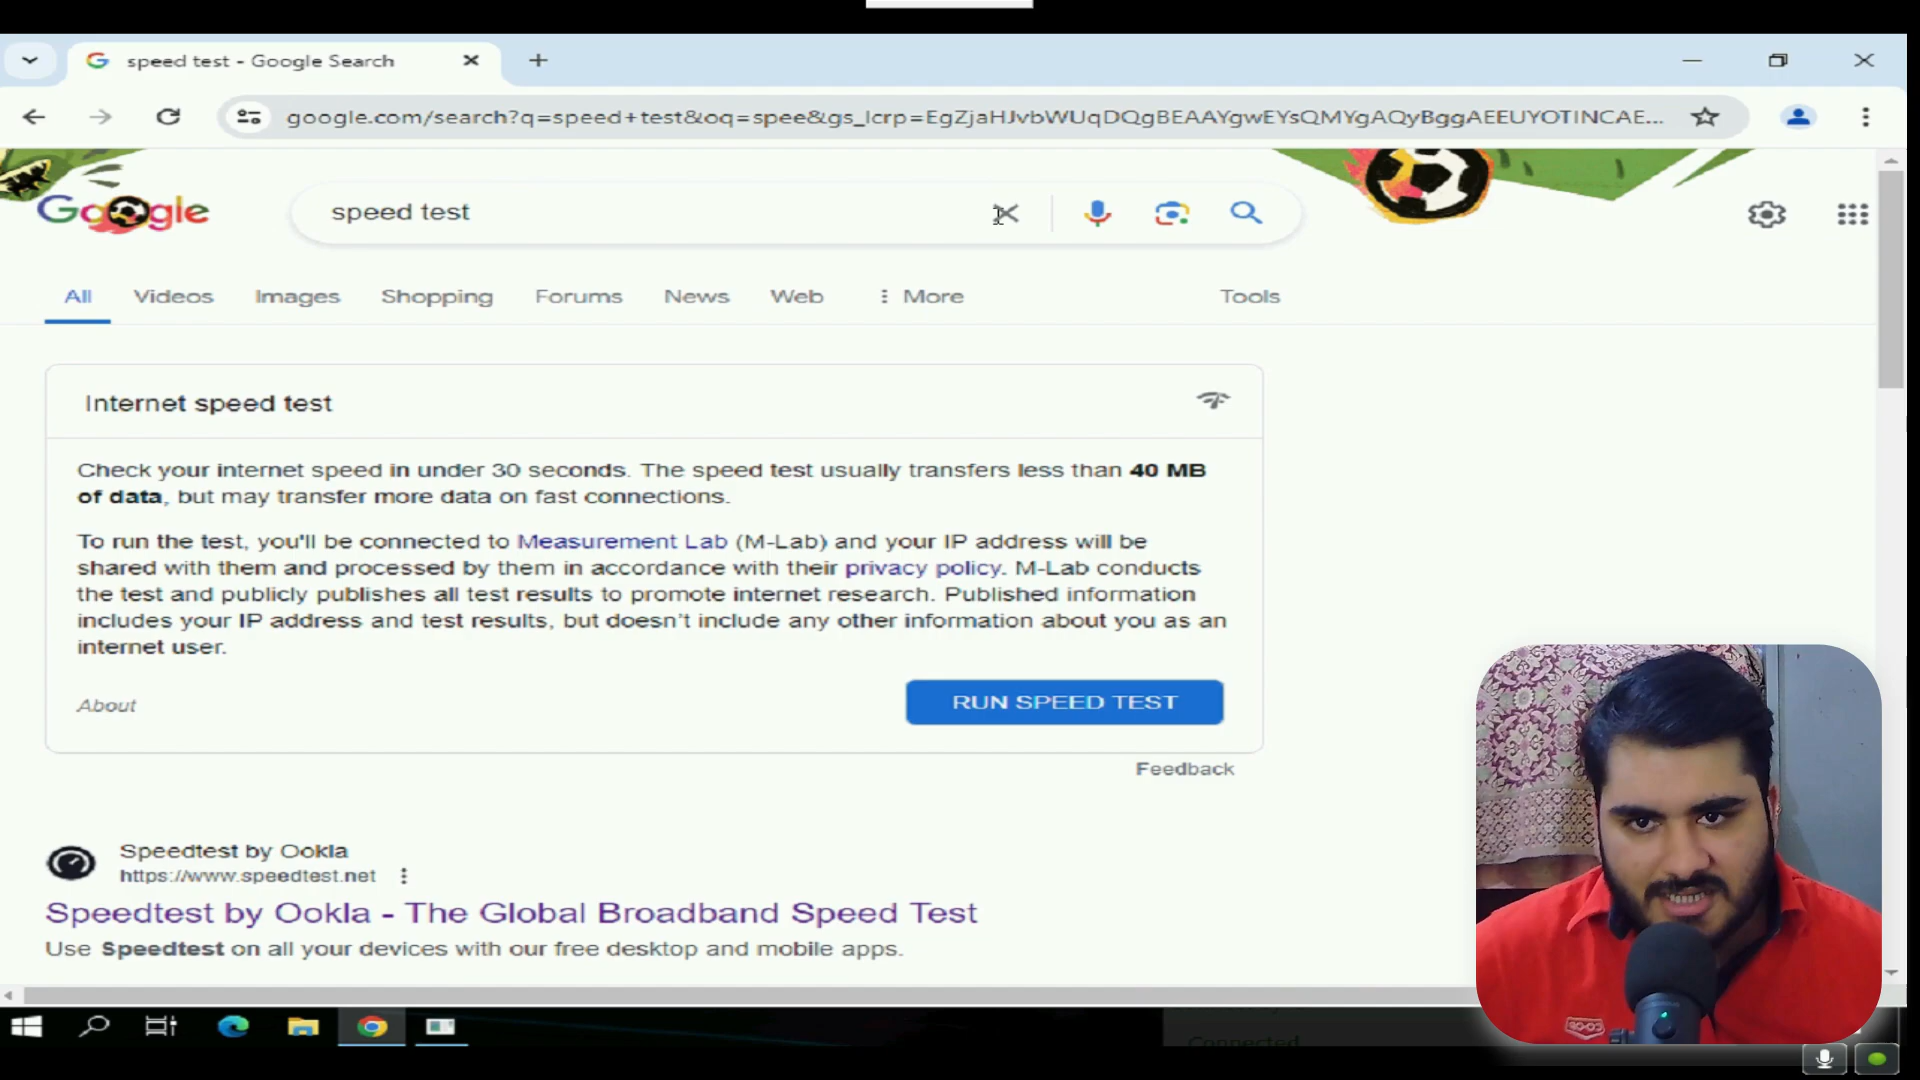 speed test - Google Search
google.com/search?q=speed+test&oq=spee&gs_lcrp=EgZjaHJvbWUqDQgBEAAYgwEYsQMYgAQyBggAEEUYOTINCAE...
Google
speed test
All Videos Images Shopping Forums News Web More Tools
Internet speed test
Check your internet speed in under 30 seconds. The speed test usually transfers less than 40 MB
of data, but may transfer more data on fast connections.
To run the test, you'll be connected to Measurement Lab (M-Lab) and your IP address will be
shared with them and processed by them in accordance with their privacy policy. M-Lab conducts
the test and publicly publishes all test results to promote internet research. Published information
includes your IP address and test results, but doesn't include any other information about you as an
internet user.
About
RUN SPEED TEST
Feedback
Speedtest by Ookla
https://www.speedtest.net
Speedtest by Ookla - The Global Broadband Speed Test
Use Speedtest on all your devices with our free desktop and mobile apps.
Connected